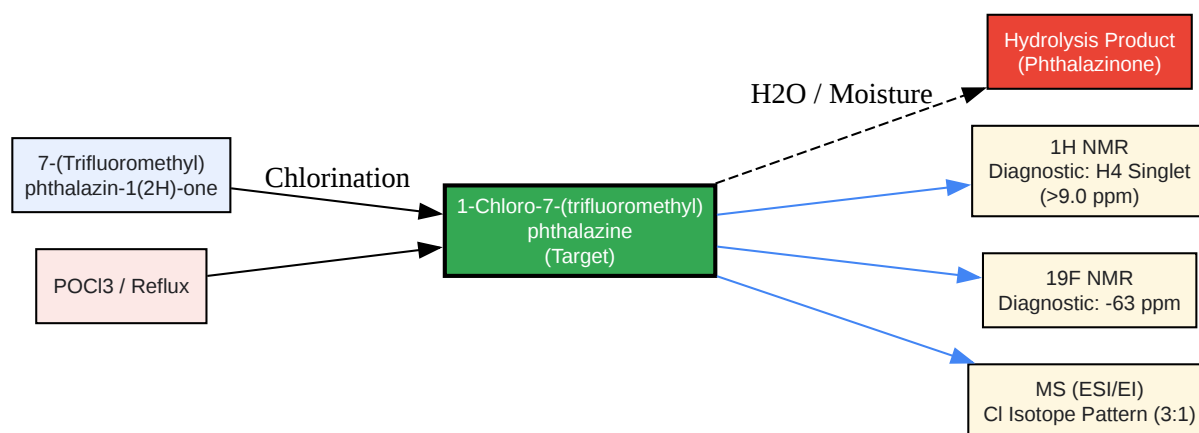 7-(Trifluoromethyl)
phthalazin-1(2H)-one
POCl3 / Reflux
Chlorination
1-Chloro-7-(trifluoromethyl)
phthalazine
(Target)
H2O / Moisture
Hydrolysis Product
(Phthalazinone)
1H NMR
Diagnostic: H4 Singlet
(>9.0 ppm)
19F NMR
Diagnostic: -63 ppm
MS (ESI/EI)
Cl Isotope Pattern (3:1)